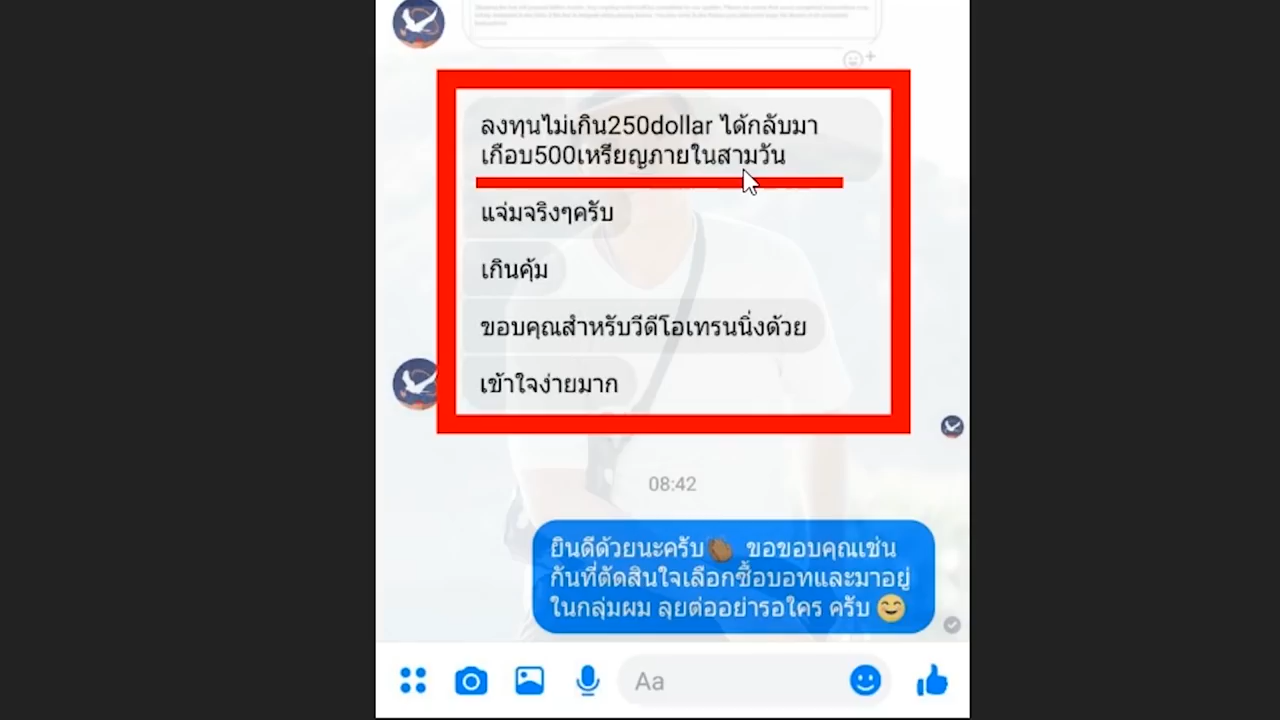 ลงทุนไม่เกิน250dollar ได้กลับมา
เกือบ500เหรียญภายในสามวัน
แจ่มจริงๆครับ
เกินคุ้ม
ขอบคุณสำหรับวีดีโอเทรนนิ่งด้วย
เข้าใจง่ายมาก
08:42
ยินดีด้วยนะครับ👏🏾 ขอขอบคุณเช่น
กันที่ตัดสินใจเลือกซื้อบอทและมาอยู่
ในกลุ่มผม ลุยต่ออย่ารอใคร ครับ😊
Aa